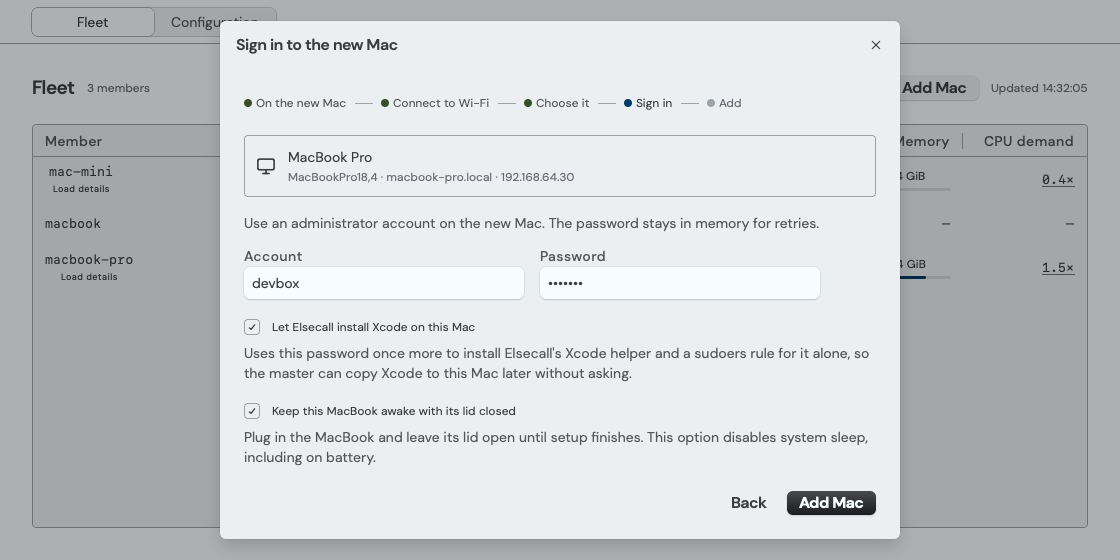 Fleet
Sign in to the new Mac
On the new Mac
Connect to Wi-Fi
Choose it
Sign in
Add
Fleet
3 members
Add Mac
Updated 14:32:05
Member
CPU demand
MacBook Pro
MacBookPro18,4 · macbook-pro.local · 192.168.64.30
mac-mini
Load details
GiB
0.4×
macbook
—
—
Use an administrator account on the new Mac. The password stays in memory for retries.
macbook-pro
Load details
GiB
1.5×
Account
Password
devbox
•••••••
Let Elsecall install Xcode on this Mac
Uses this password once more to install Elsecall's Xcode helper and a sudoers rule for it alone, so
the master can copy Xcode to this Mac later without asking.
Keep this MacBook awake with its lid closed
Plug in the MacBook and leave its lid open until setup finishes. This option disables system sleep,
including on battery.
Back
Add Mac